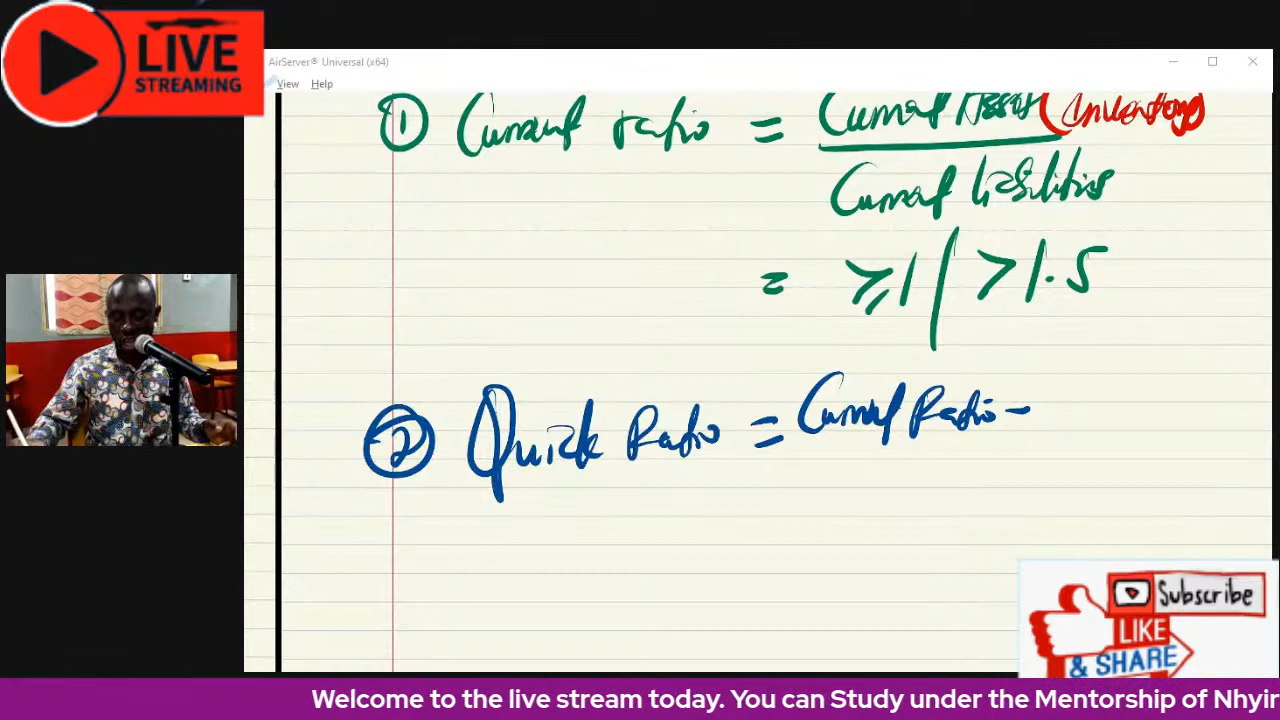 LIVE
STREAMING
AirServer® Universal (x64)
View Help
① Current ratio = Current Assets (Inventory)
Current liabilities
= ≥1 / >1.5
② Quick Ratio = Current Ratio -
Subscribe
LIKE
& SHARE
Welcome to the live stream today. You can Study under the Mentorship of Nhyir